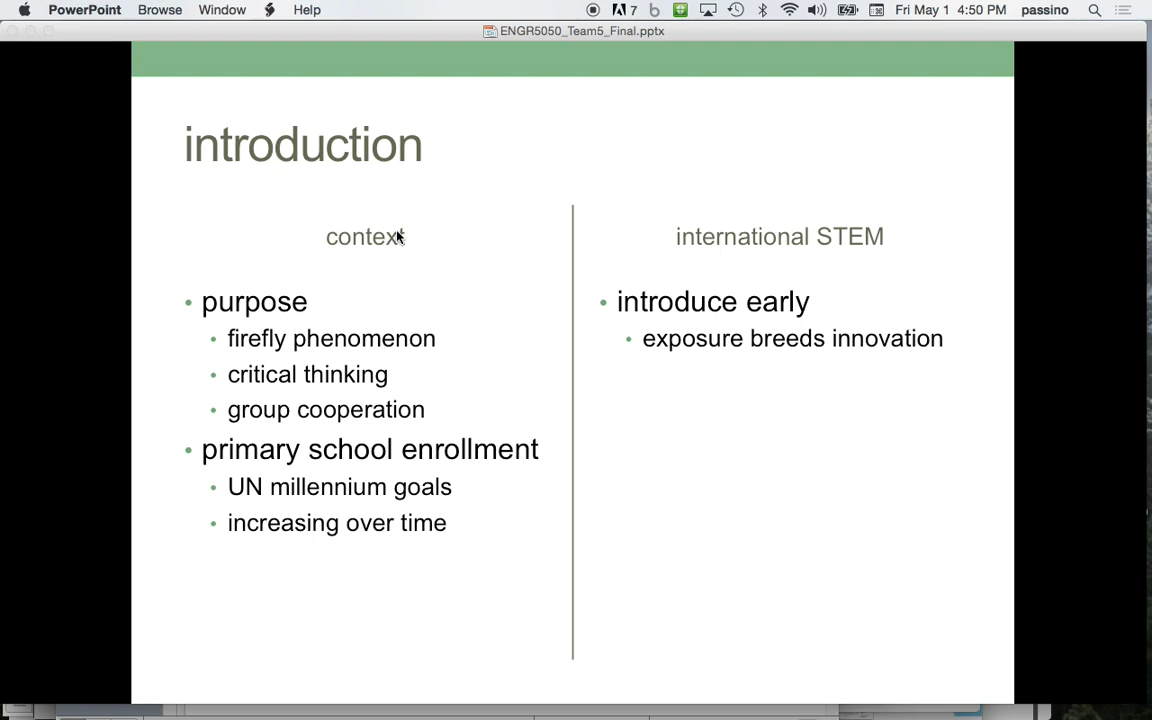 PowerPoint Browse Window Help 7 Fri May 1 4:50 PM passino
ENGR5050_Team5_Final.pptx
introduction
context
• purpose
• firefly phenomenon
• critical thinking
• group cooperation
• primary school enrollment
• UN millennium goals
• increasing over time
international STEM
• introduce early
• exposure breeds innovation